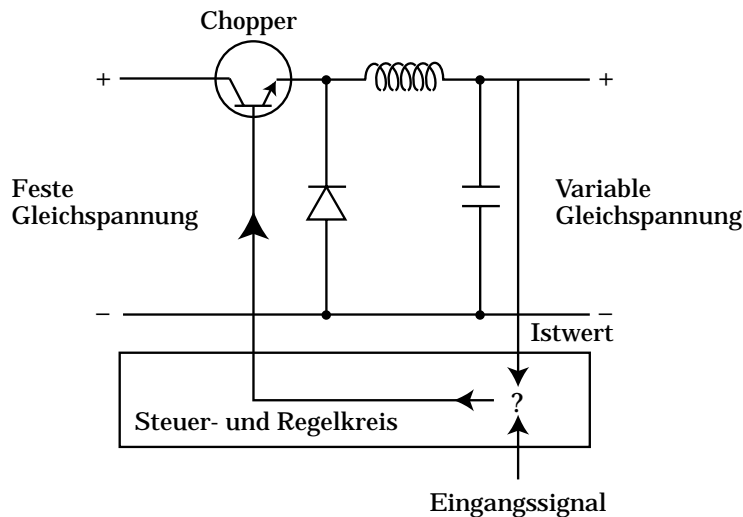 Chopper
+
+
Feste
Gleichspannung
Variable
Gleichspannung
–
–
Istwert
?
Steuer- und Regelkreis
Eingangssignal